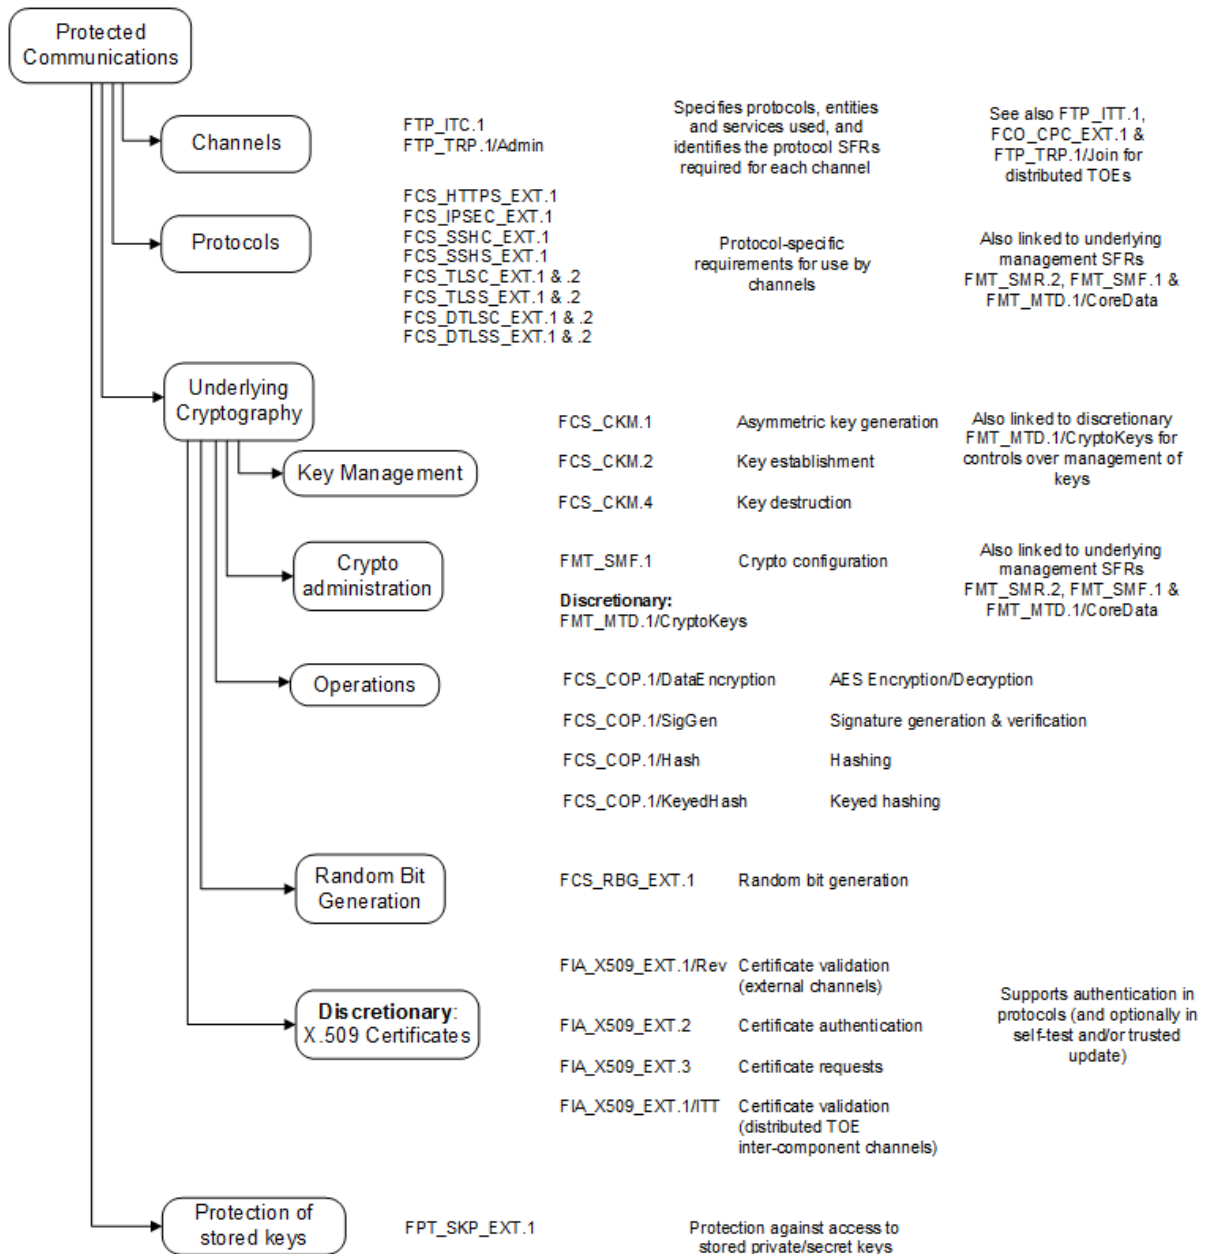 Protected
Communications
Channels
FTP_ITC.1
FTP_TRP.1/Admin
Specifies protocols, entities
and services used, and
identifies the protocol SFRs
required for each channel
See also FTP_ITT.1,
FCO_CPC_EXT.1 &
FTP_TRP.1/Join for
distributed TOEs
Protocols
FCS_HTTPS_EXT.1
FCS_IPSEC_EXT.1
FCS_SSHC_EXT.1
FCS_SSHS_EXT.1
FCS_TLSC_EXT.1 & .2
FCS_TLSS_EXT.1 & .2
FCS_DTLSC_EXT.1 & .2
FCS_DTLSS_EXT.1 & .2
Protocol-specific
requirements for use by
channels
Also linked to underlying
management SFRs
FMT_SMR.2, FMT_SMF.1 &
FMT_MTD.1/CoreData
Underlying
Cryptography
Key Management
FCS_CKM.1
Asymmetric key generation
FCS_CKM.2
Key establishment
FCS_CKM.4
Key destruction
Also linked to discretionary
FMT_MTD.1/CryptoKeys for
controls over management of
keys
Crypto
administration
FMT_SMF.1
Crypto configuration
Discretionary:
FMT_MTD.1/CryptoKeys
Also linked to underlying
management SFRs
FMT_SMR.2, FMT_SMF.1 &
FMT_MTD.1/CoreData
Operations
FCS_COP.1/DataEncryption
AES Encryption/Decryption
FCS_COP.1/SigGen
Signature generation & verification
FCS_COP.1/Hash
Hashing
FCS_COP.1/KeyedHash
Keyed hashing
Random Bit
Generation
FCS_RBG_EXT.1
Random bit generation
Discretionary:
X.509 Certificates
FIA_X509_EXT.1/Rev
Certificate validation
(external channels)
FIA_X509_EXT.2
Certificate authentication
FIA_X509_EXT.3
Certificate requests
FIA_X509_EXT.1/ITT
Certificate validation
(distributed TOE
inter-component channels)
Supports authentication in
protocols (and optionally in
self-test and/or trusted
update)
Protection of
stored keys
FPT_SKP_EXT.1
Protection against access to
stored private/secret keys